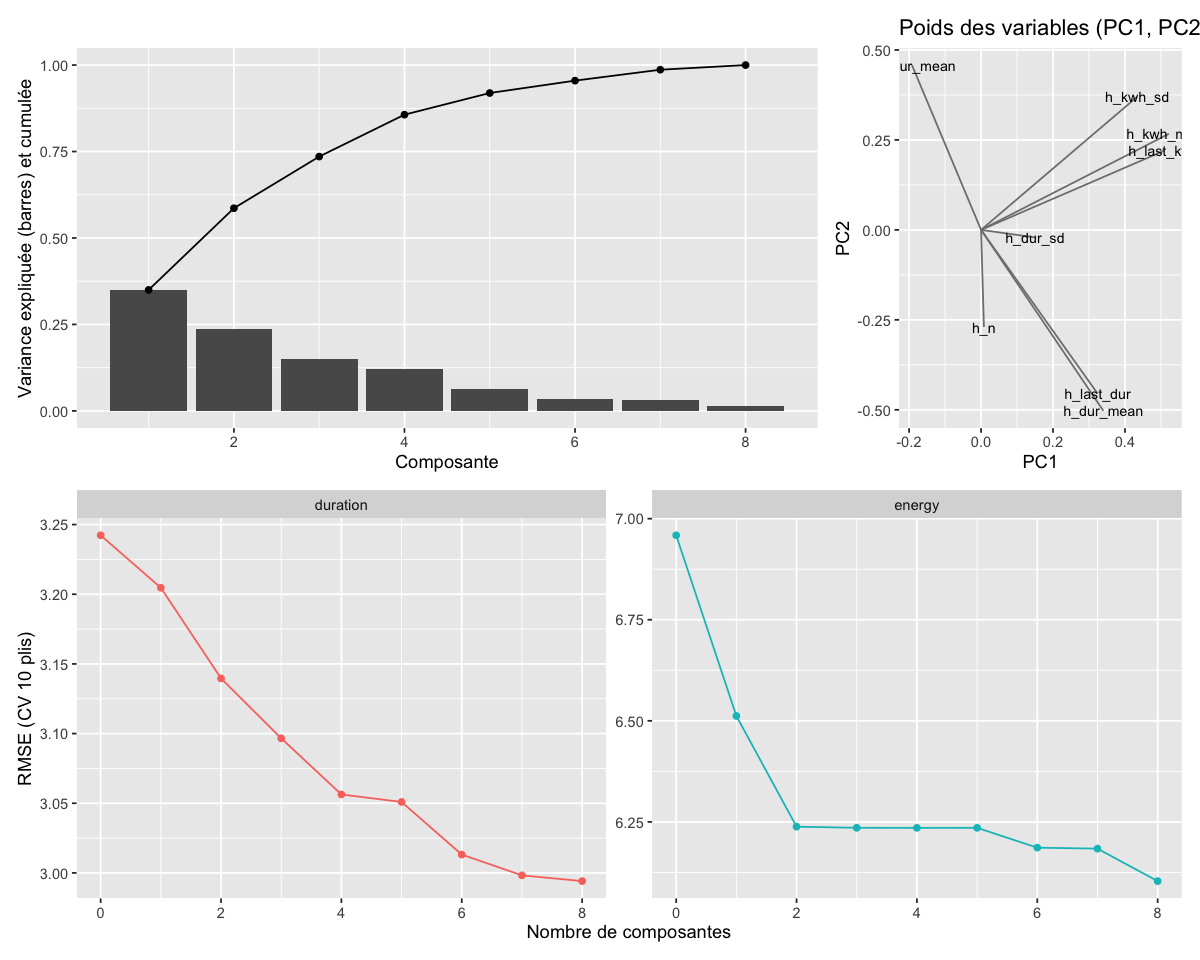 Poids des variables (PC1, PC2
Variance expliquée (barres) et cumulée
1.00
0.75
0.50
0.25
0.00
2
4
6
8
Composante
PC2
0.50
0.25
0.00
-0.25
-0.50
ur_mean
h_kwh_sd
h_kwh_n
h_last_k
h_dur_sd
h_n
h_last_dur
h_dur_mean
-0.2
0.0
0.2
0.4
PC1
RMSE (CV 10 plis)
duration
3.25
3.20
3.15
3.10
3.05
3.00
0
2
4
6
8
energy
7.00
6.75
6.50
6.25
0
2
4
6
8
Nombre de composantes